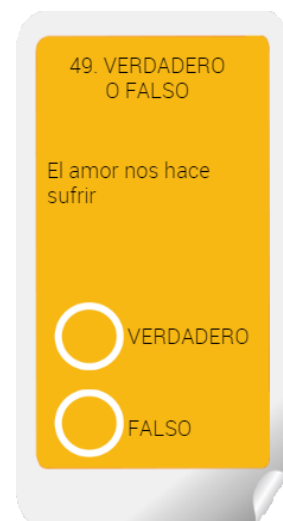 49. VERDADERO
O FALSO
El amor nos hace
sufrir
VERDADERO
FALSO